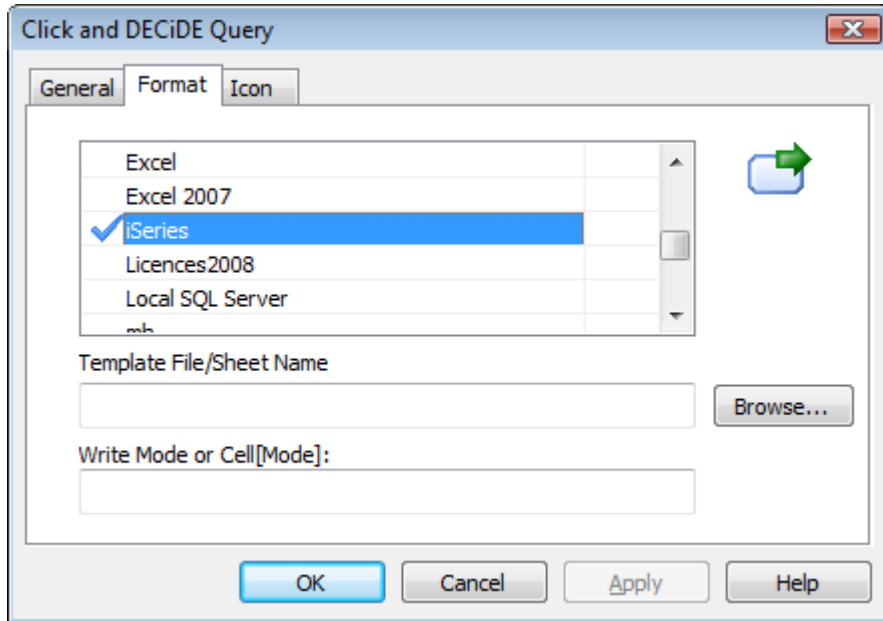 Click and DECiDE Query
General Format Icon
Excel
Excel 2007
iSeries
Licences2008
Local SQL Server
Template File/Sheet Name
Browse...
Write Mode or Cell[Mode]:
OK Cancel Apply Help